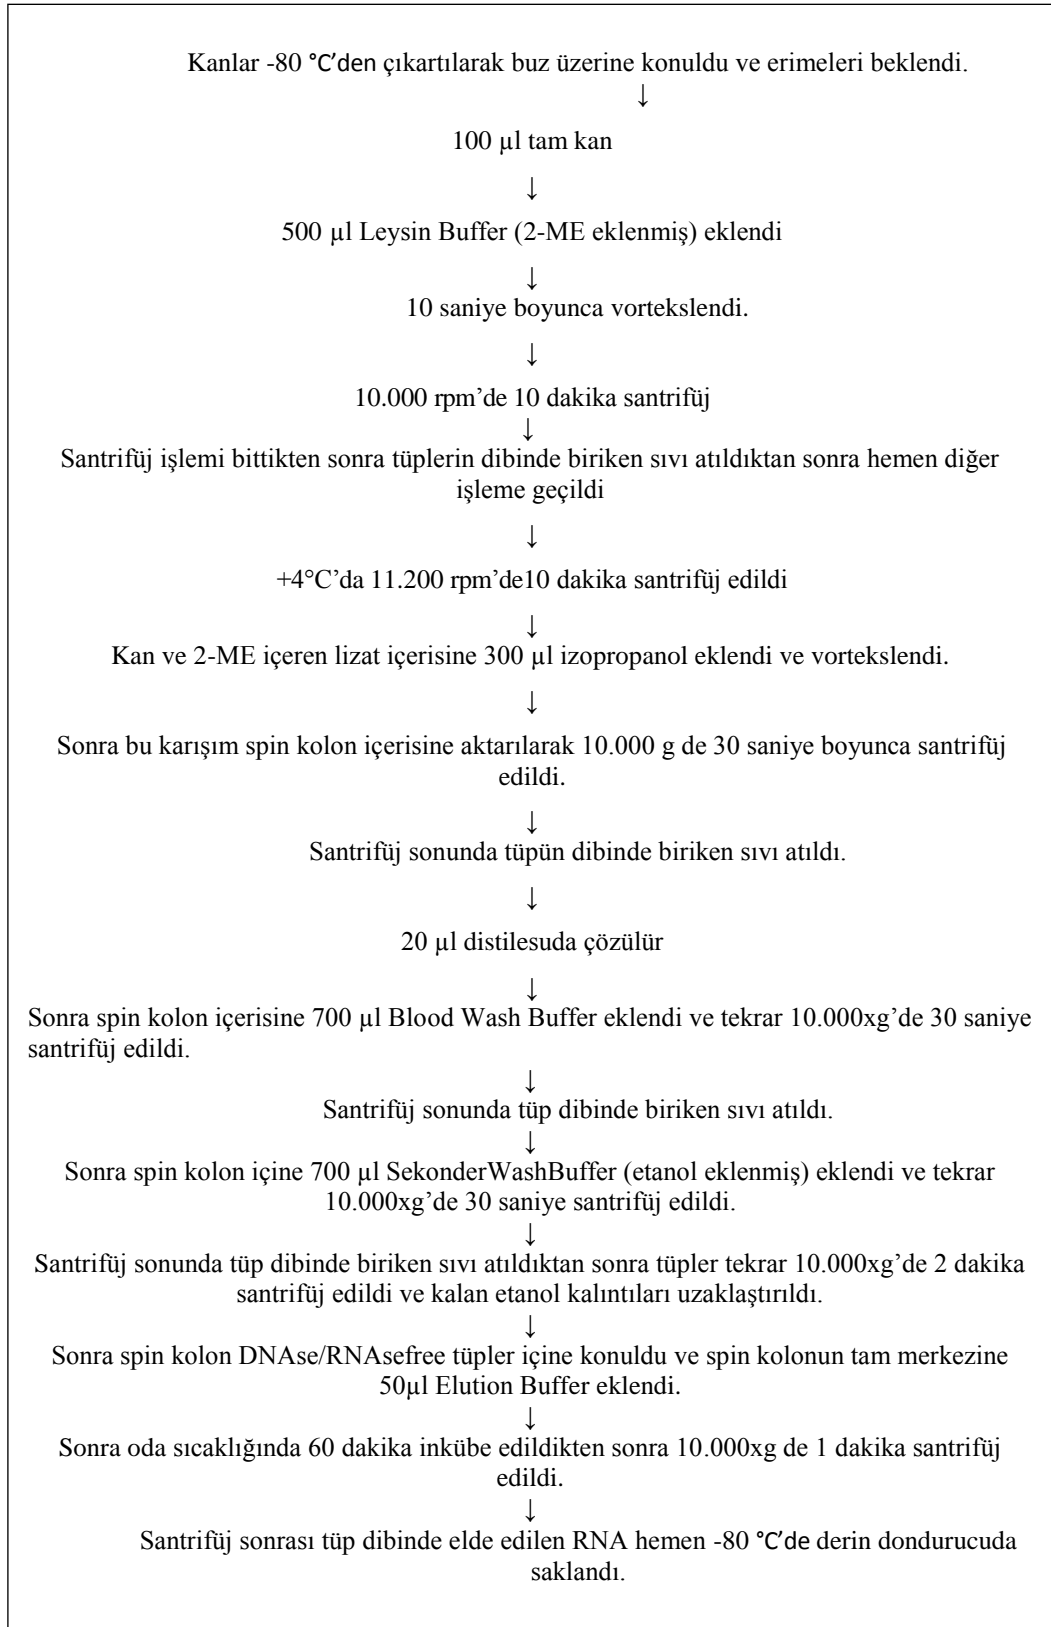 Kanlar -80 °C'den çıkartılarak buz üzerine konuldu ve erimeleri beklendi.
↓
100 µl tam kan
↓
500 µl Leysin Buffer (2-ME eklenmiş) eklendi
↓
10 saniye boyunca vortekslendi.
↓
10.000 rpm’de 10 dakika santrifüj
↓
Santrifüj işlemi bittikten sonra tüplerin dibinde biriken sıvı atıldıktan sonra hemen diğer
işleme geçildi
↓
+4°C’da 11.200 rpm’de10 dakika santrifüj edildi
↓
Kan ve 2-ME içeren lizat içerisine 300 µl izopropanol eklendi ve vortekslendi.
↓
Sonra bu karışım spin kolon içerisine aktarılarak 10.000 g de 30 saniye boyunca santrifüj
edildi.
↓
Santrifüj sonunda tüpün dibinde biriken sıvı atıldı.
↓
20 µl distilesuda çözülür
↓
Sonra spin kolon içerisine 700 µl Blood Wash Buffer eklendi ve tekrar 10.000xg’de 30 saniye
santrifüj edildi.
↓
Santrifüj sonunda tüp dibinde biriken sıvı atıldı.
↓
Sonra spin kolon içine 700 µl SekonderWashBuffer (etanol eklenmiş) eklendi ve tekrar
10.000xg’de 30 saniye santrifüj edildi.
↓
Santrifüj sonunda tüp dibinde biriken sıvı atıldıktan sonra tüpler tekrar 10.000xg’de 2 dakika
santrifüj edildi ve kalan etanol kalıntıları uzaklaştırıldı.
↓
Sonra spin kolon DNAse/RNAsefree tüpler içine konuldu ve spin kolonun tam merkezine
50µl Elution Buffer eklendi.
↓
Sonra oda sıcaklığında 60 dakika inkübe edildikten sonra 10.000xg de 1 dakika santrifüj
edildi.
↓
Santrifüj sonrası tüp dibinde elde edilen RNA hemen -80 °C'de derin dondurucuda
saklandı.